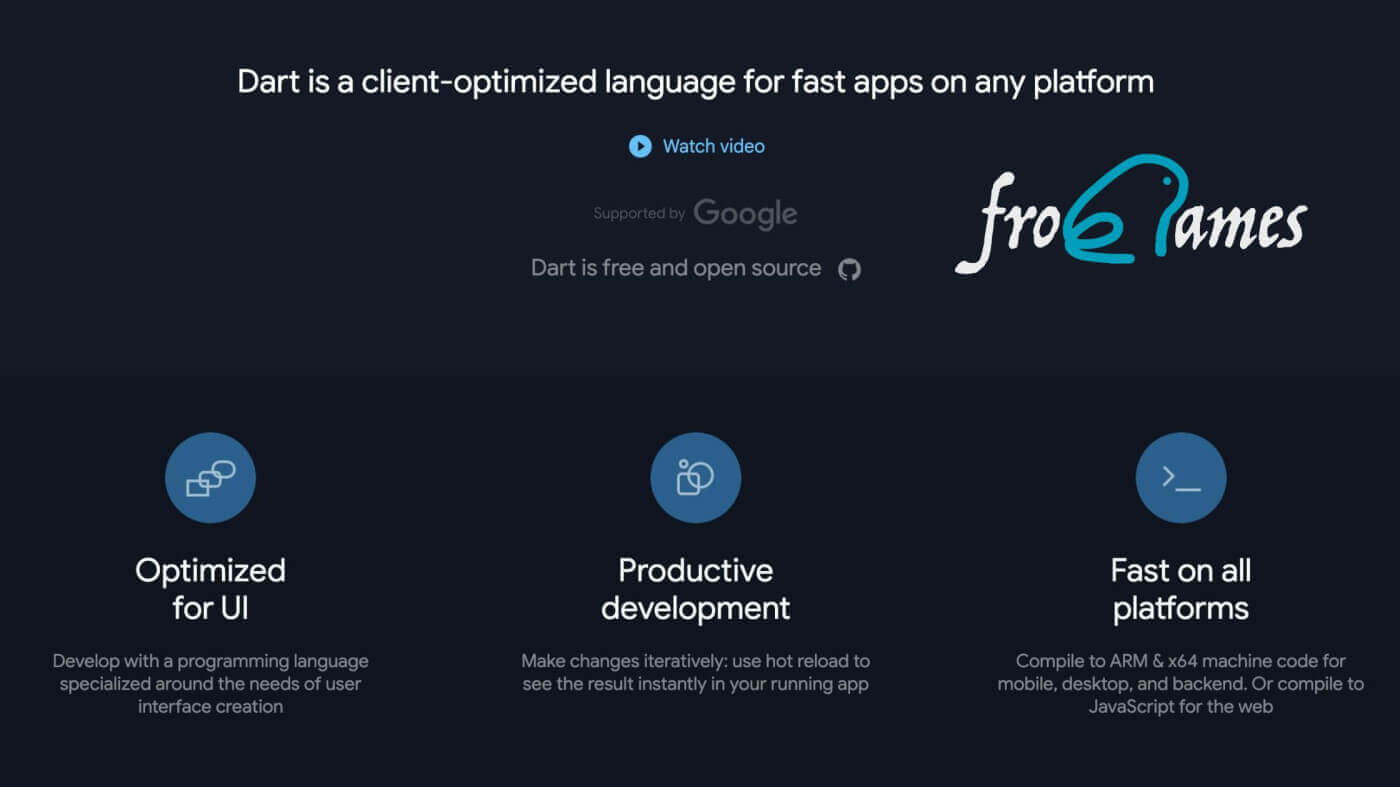 Dart is a client-optimized language for fast apps on any platform
Watch video
Supported by Google
frogames
Dart is free and open source
Optimized
for UI
Develop with a programming language
specialized around the needs of user
interface creation
Productive
development
Make changes iteratively: use hot reload to
see the result instantly in your running app
Fast on all
platforms
Compile to ARM & x64 machine code for
mobile, desktop, and backend. Or compile to
JavaScript for the web